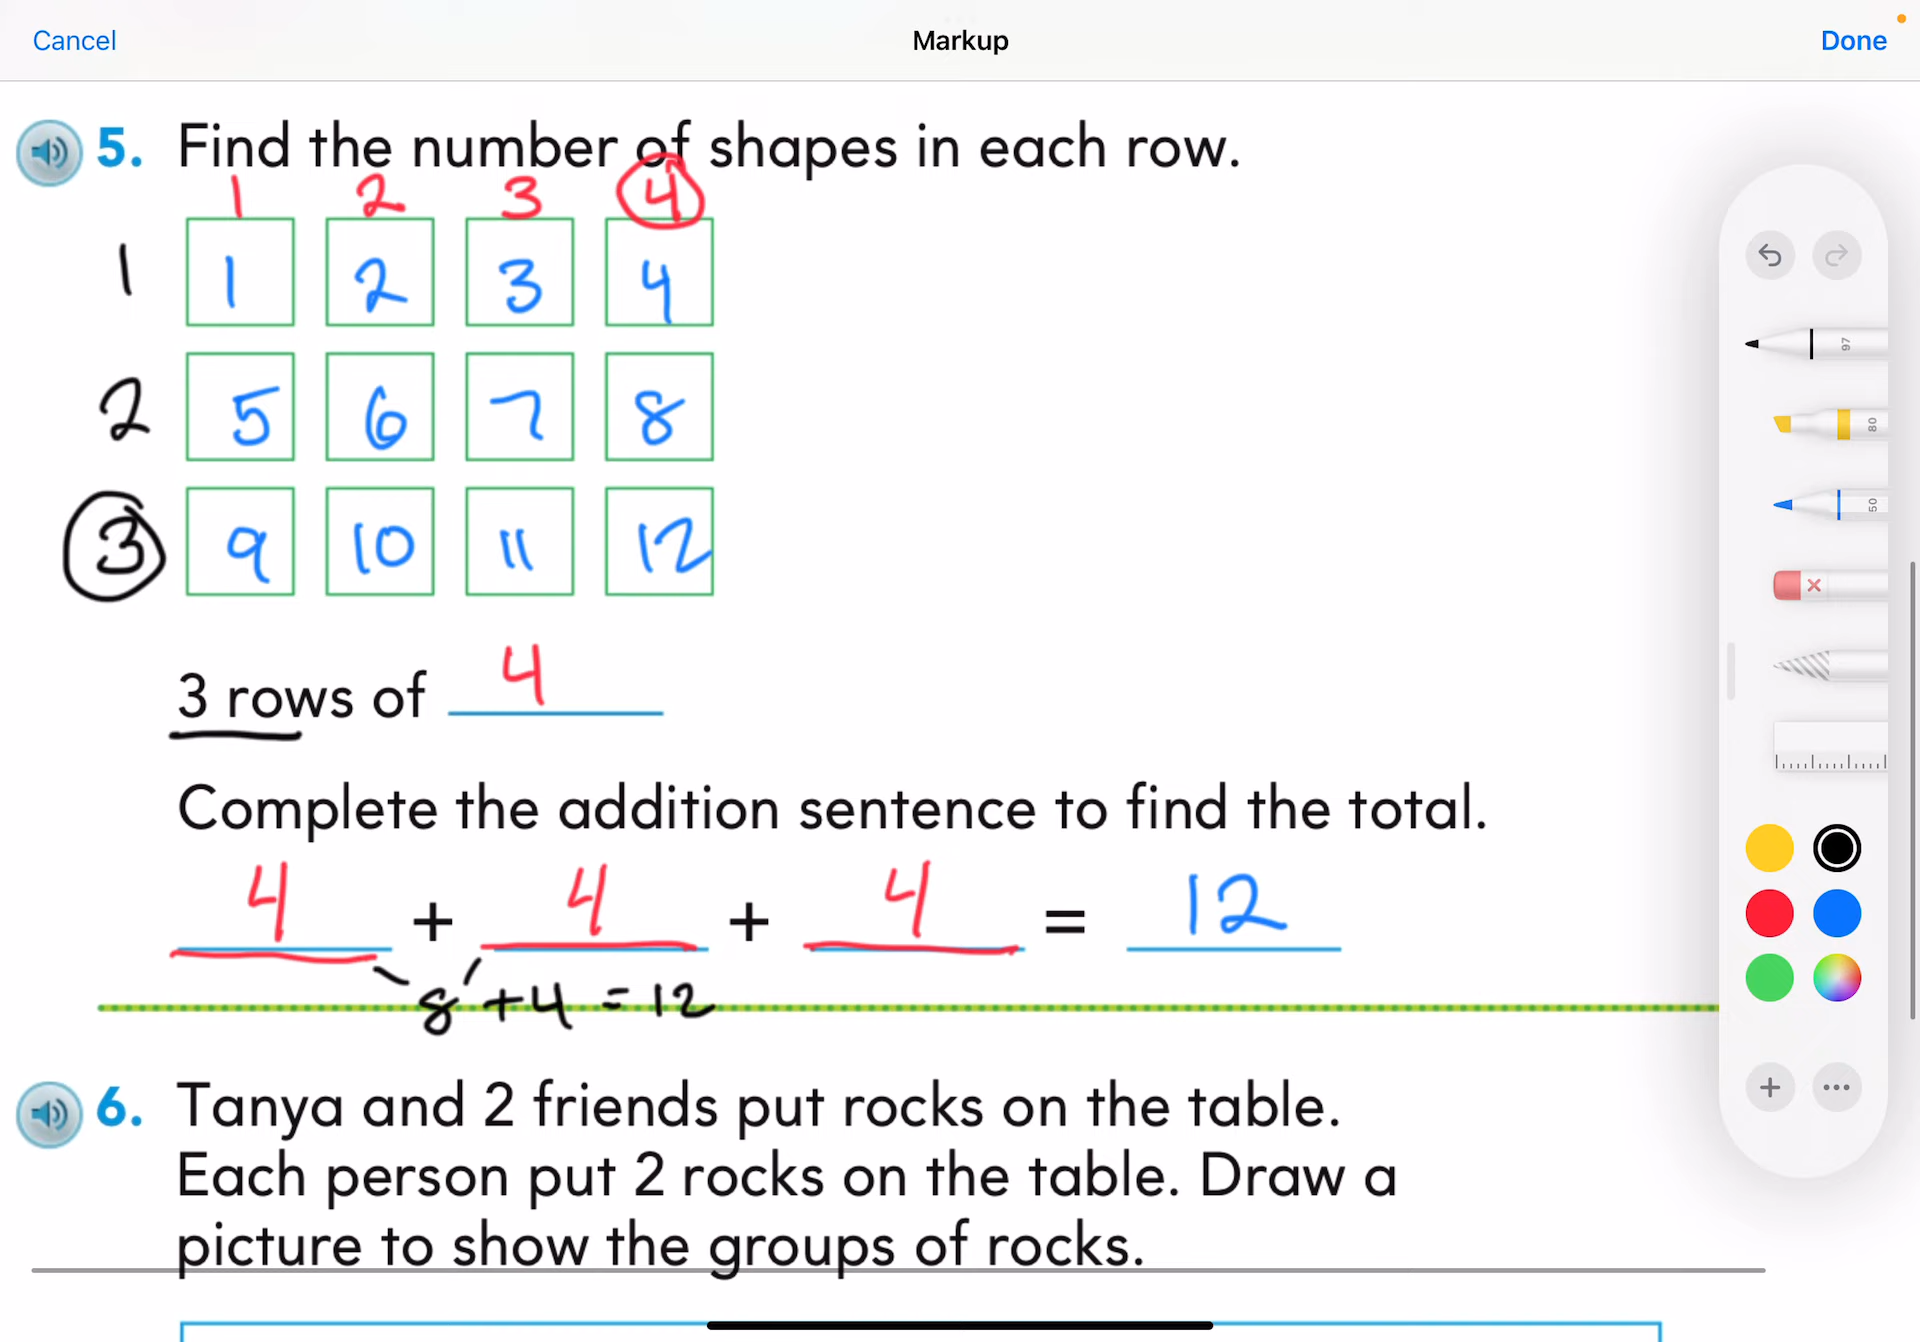 Cancel Markup Done
5. Find the number of shapes in each row.
1 2 3 4
1 1 2 3 4
2 5 6 7 8
3 9 10 11 12
3 rows of 4
Complete the addition sentence to find the total.
4 + 4 + 4 = 12
8 + 4 = 12
6. Tanya and 2 friends put rocks on the table.
Each person put 2 rocks on the table. Draw a
picture to show the groups of rocks.
97
80
50